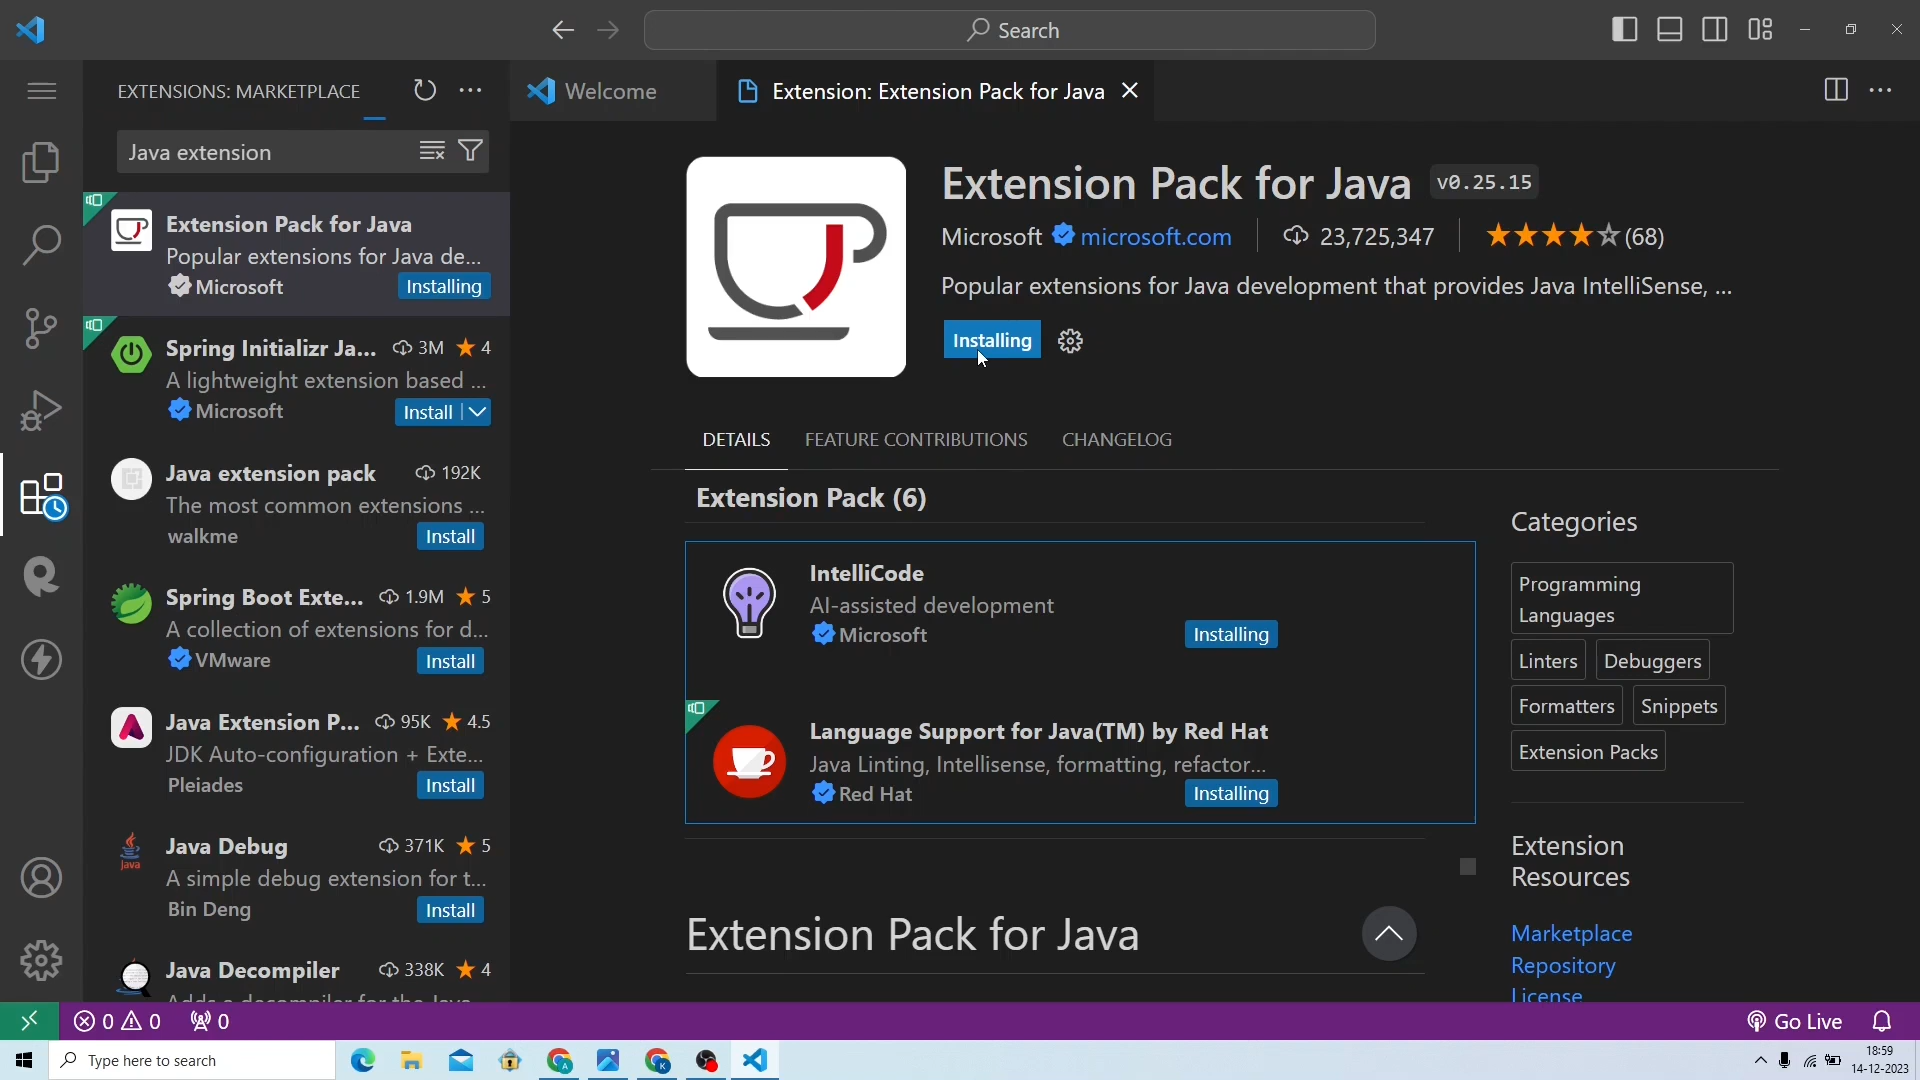 Search
EXTENSIONS: MARKETPLACE
Welcome
Extension: Extension Pack for Java
Java extension
Extension Pack for Java
Popular extensions for Java de...
Microsoft
Installing
Spring Initializr Ja...
3M
4
A lightweight extension based ...
Microsoft
Install
Java extension pack
192K
The most common extensions ...
walkme
Install
Spring Boot Exte...
1.9M
5
A collection of extensions for d...
VMware
Install
Java Extension P...
95K
4.5
JDK Auto-configuration + Exte...
Pleiades
Install
Java Debug
371K
5
A simple debug extension for t...
Bin Deng
Install
Java Decompiler
338K
4
Adds a decompiler for the Java
Extension Pack for Java
v0.25.15
Microsoft
microsoft.com
23,725,347
(68)
Popular extensions for Java development that provides Java IntelliSense, ...
Installing
DETAILS
FEATURE CONTRIBUTIONS
CHANGELOG
Extension Pack (6)
IntelliCode
AI-assisted development
Microsoft
Installing
Language Support for Java(TM) by Red Hat
Java Linting, Intellisense, formatting, refactor...
Red Hat
Installing
Extension Pack for Java
Categories
Programming
Languages
Linters
Debuggers
Formatters
Snippets
Extension Packs
Extension
Resources
Marketplace
Repository
License
0
0
0
Go Live
Type here to search
18:59
14-12-2023